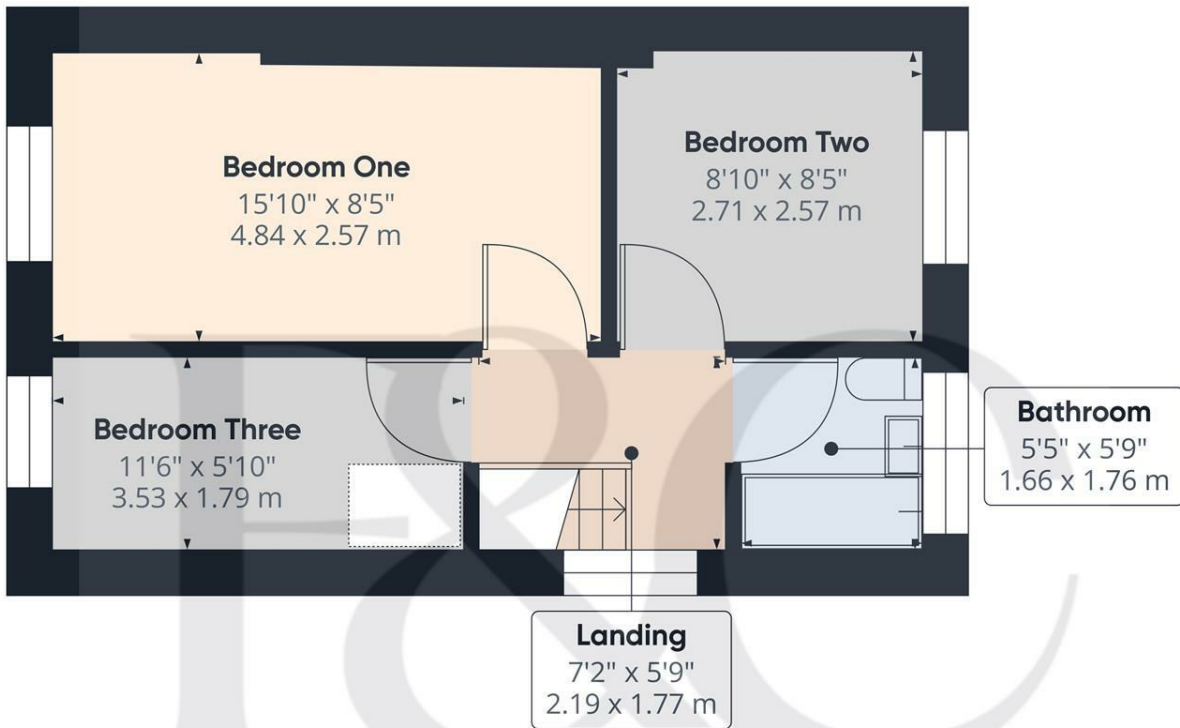 Bedroom One
15'10" x 8'5"
4.84 x 2.57 m
Bedroom Two
8'10" x 8'5"
2.71 x 2.57 m
Bedroom Three
11'6" x 5'10"
3.53 x 1.79 m
Bathroom
5'5" x 5'9"
1.66 x 1.76 m
Landing
7'2" x 5'9"
2.19 x 1.77 m
F&C